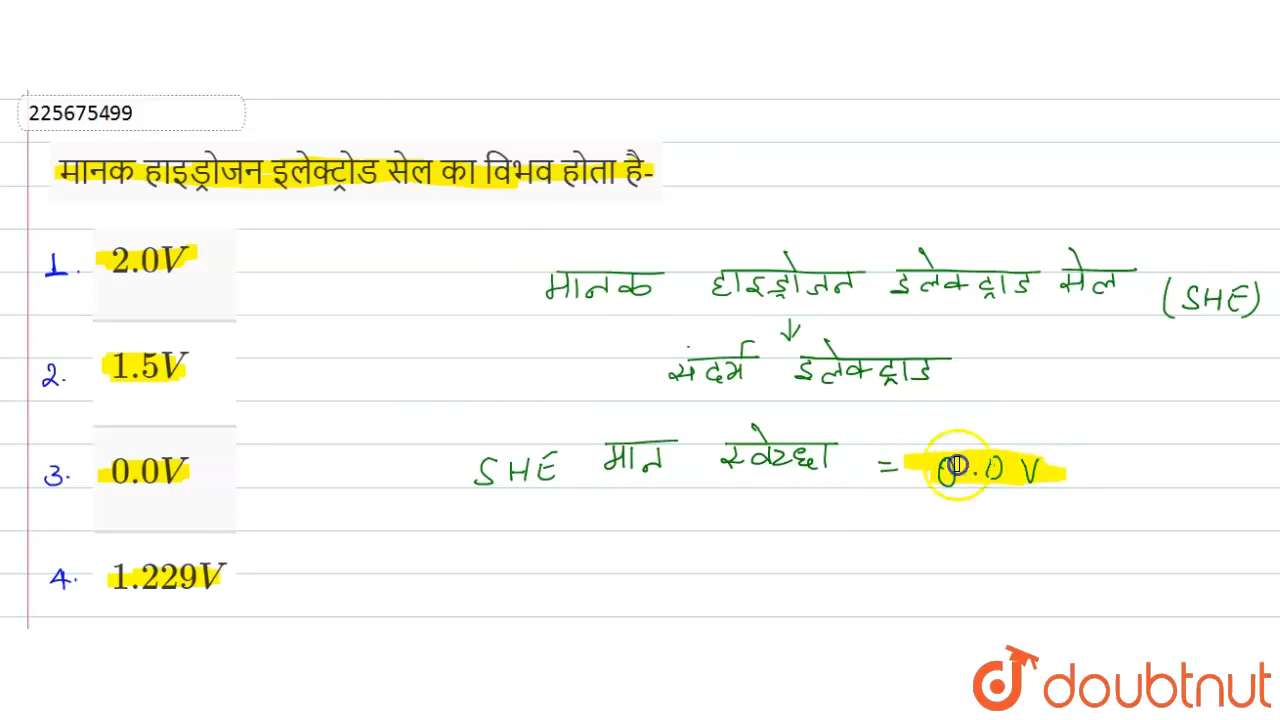 225675499
मानक हाइड्रोजन इलेक्ट्रोड सेल का विभव होता है-
1. 2.0V
2. 1.5V
3. 0.0V
4. 1.229V
मानक हाइड्रोजन इलेक्ट्राड सेल (SHE)
↓
संदर्भ इलेक्ट्राड
SHE मान = 0.0 V
doubtnut